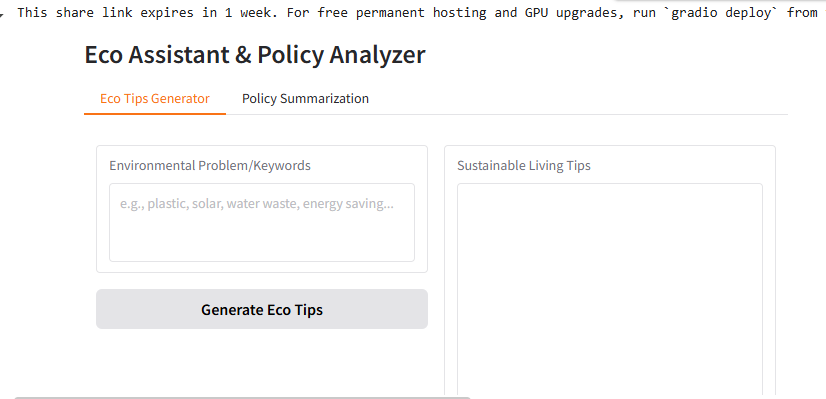 This share link expires in 1 week. For free permanent hosting and GPU upgrades, run `gradio deploy` from
Eco Assistant & Policy Analyzer
Eco Tips Generator
Policy Summarization
Environmental Problem/Keywords
e.g., plastic, solar, water waste, energy saving...
Generate Eco Tips
Sustainable Living Tips